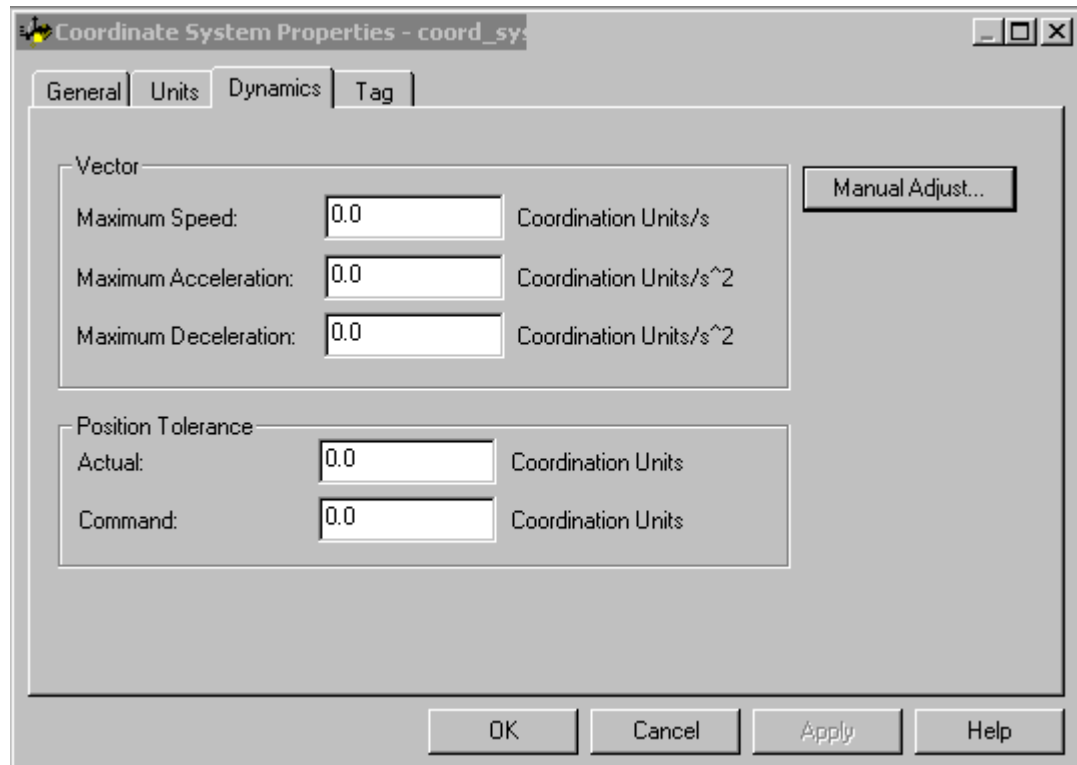 Coordinate System Properties - coord_sys
General Units Dynamics Tag
Vector
Manual Adjust...
Maximum Speed: 0.0 Coordination Units/s
Maximum Acceleration: 0.0 Coordination Units/s^2
Maximum Deceleration: 0.0 Coordination Units/s^2
Position Tolerance
Actual: 0.0 Coordination Units
Command: 0.0 Coordination Units
OK Cancel Apply Help